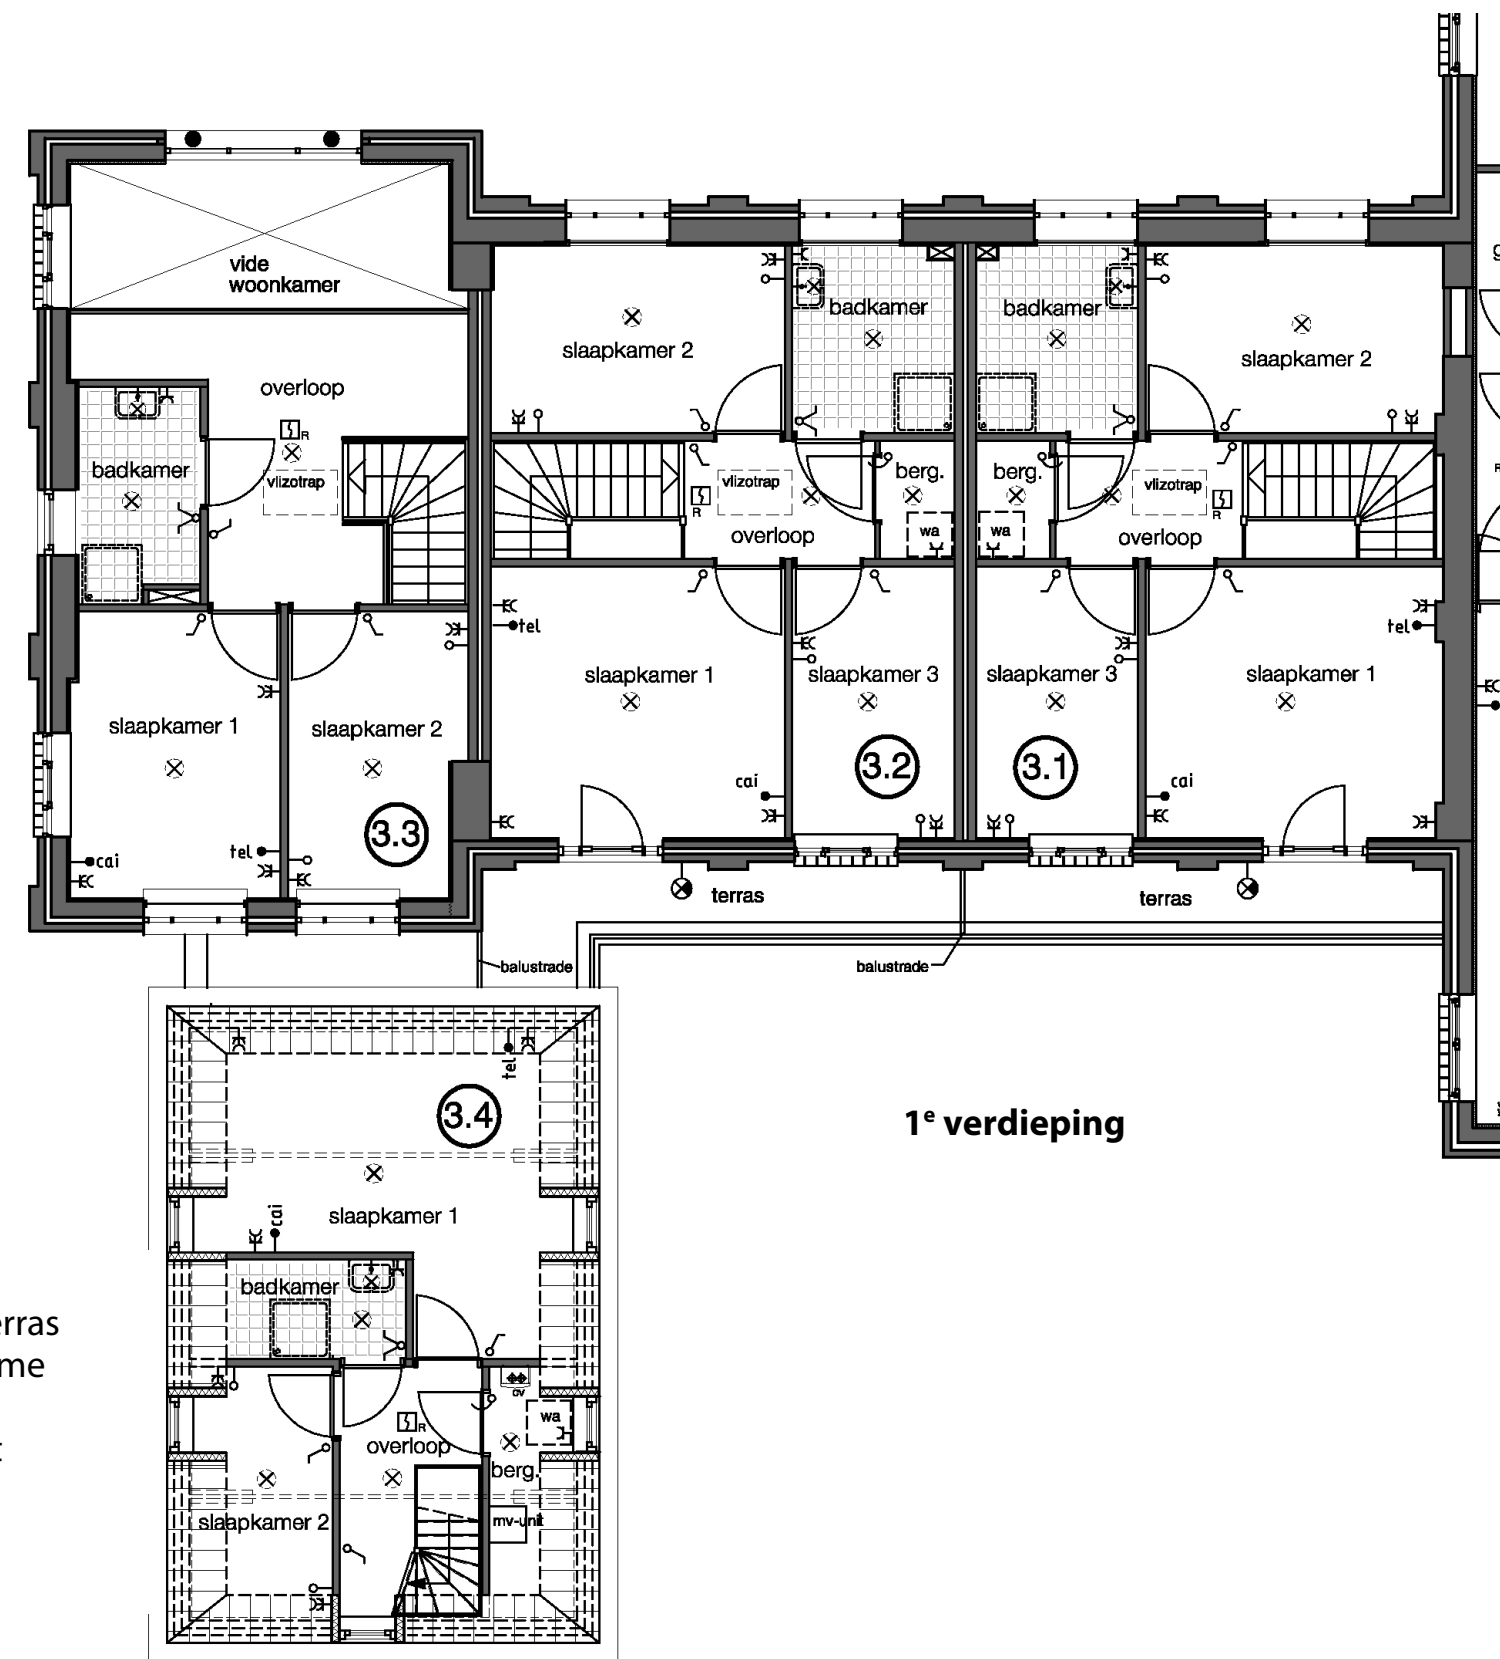 vide
woonkamer
overloop
R
vlizotrap
badkamer
slaapkamer 1
slaapkamer 2
3.3
cai
tel
slaapkamer 2
badkamer
badkamer
slaapkamer 2
vlizotrap
R
overloop
berg.
wa
berg.
wa
vlizotrap
R
overloop
tel
slaapkamer 1
slaapkamer 3
slaapkamer 3
slaapkamer 1
tel
3.2
3.1
cai
cai
terras
terras
balustrade
balustrade
g
R
tel
3.4
1e verdieping
slaapkamer 1
cai
badkamer
cv
wa
R
overloop
berg.
slaapkamer 2
mv-unit
erras
me
t